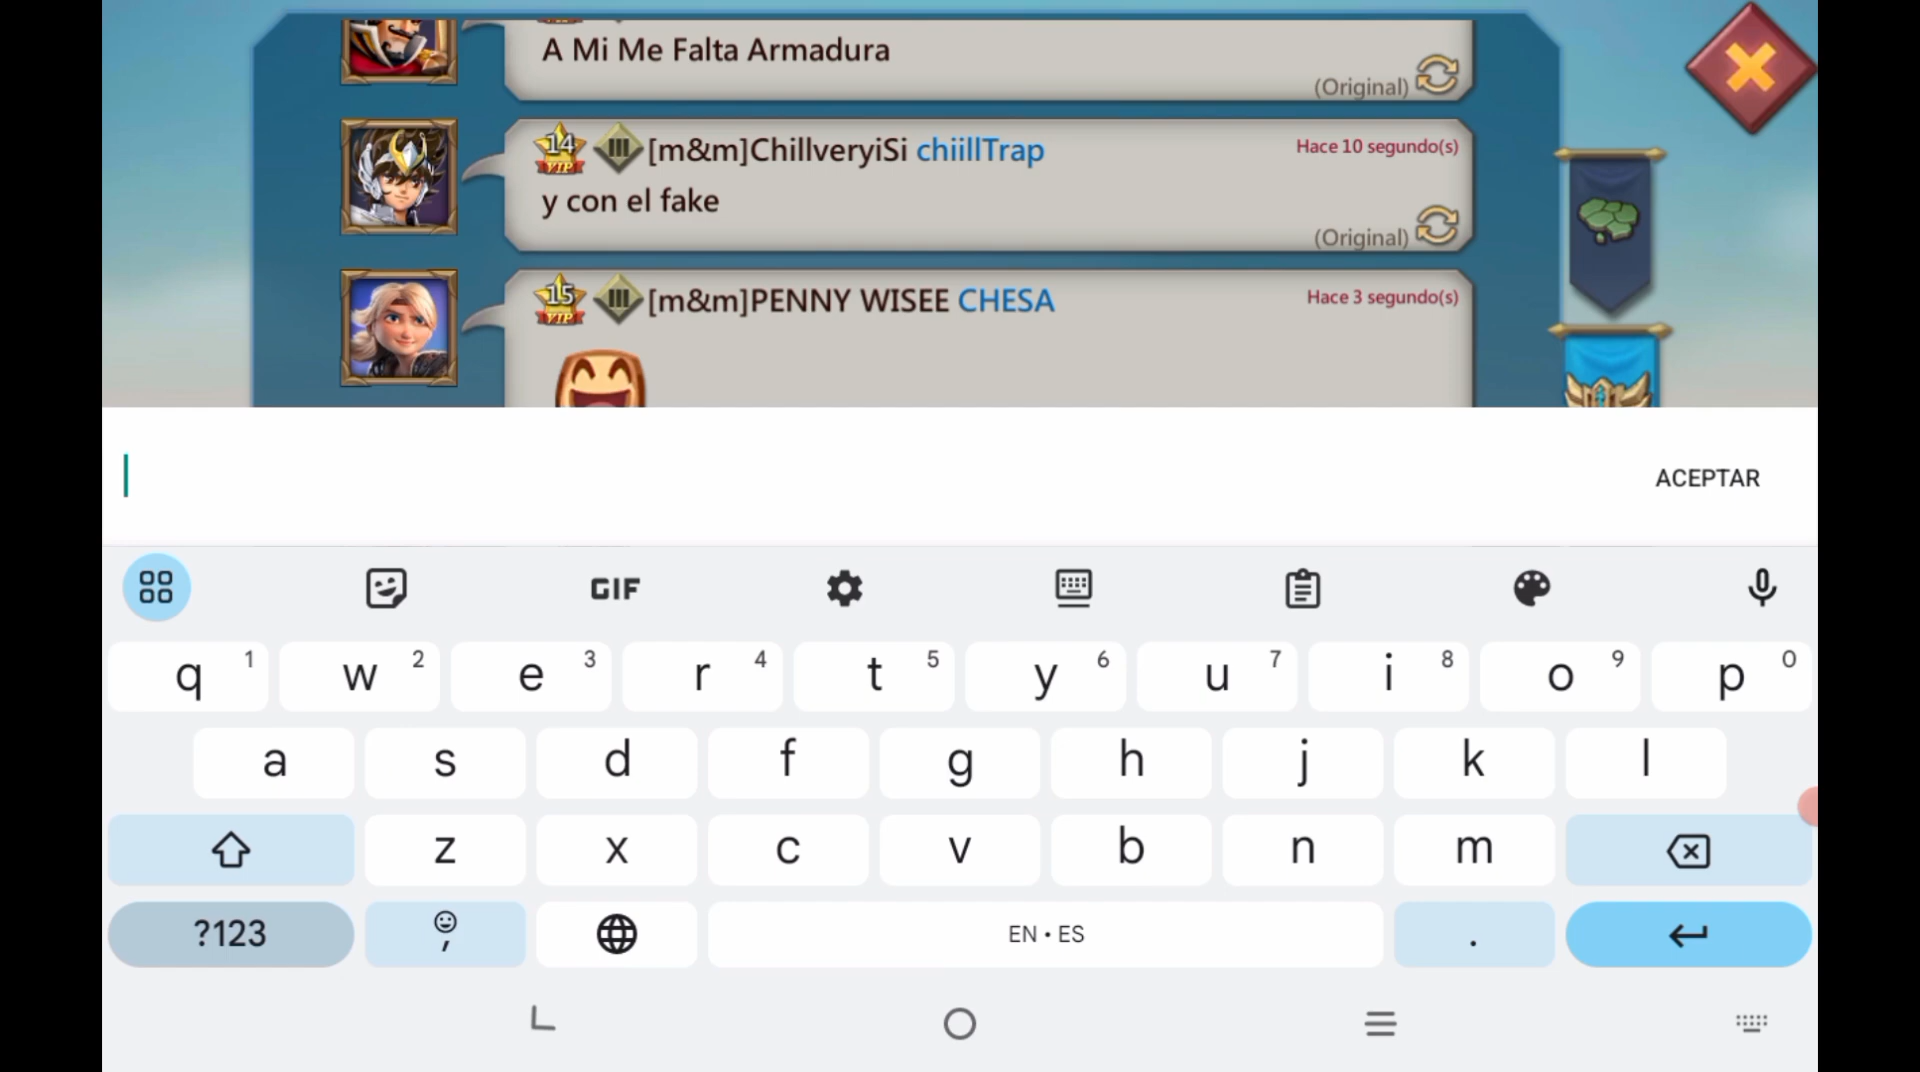 A Mi Me Falta Armadura
(Original)
14 VIP III [m&m]ChillveryiSi chiillTrap Hace 10 segundo(s)
y con el fake
(Original)
15 VIP III [m&m]PENNY WISEE CHESA Hace 3 segundo(s)
ACEPTAR
GIF
q 1 w 2 e 3 r 4 t 5 y 6 u 7 i 8 o 9 p 0
a s d f g h j k l
z x c v b n m
?123 , EN • ES .